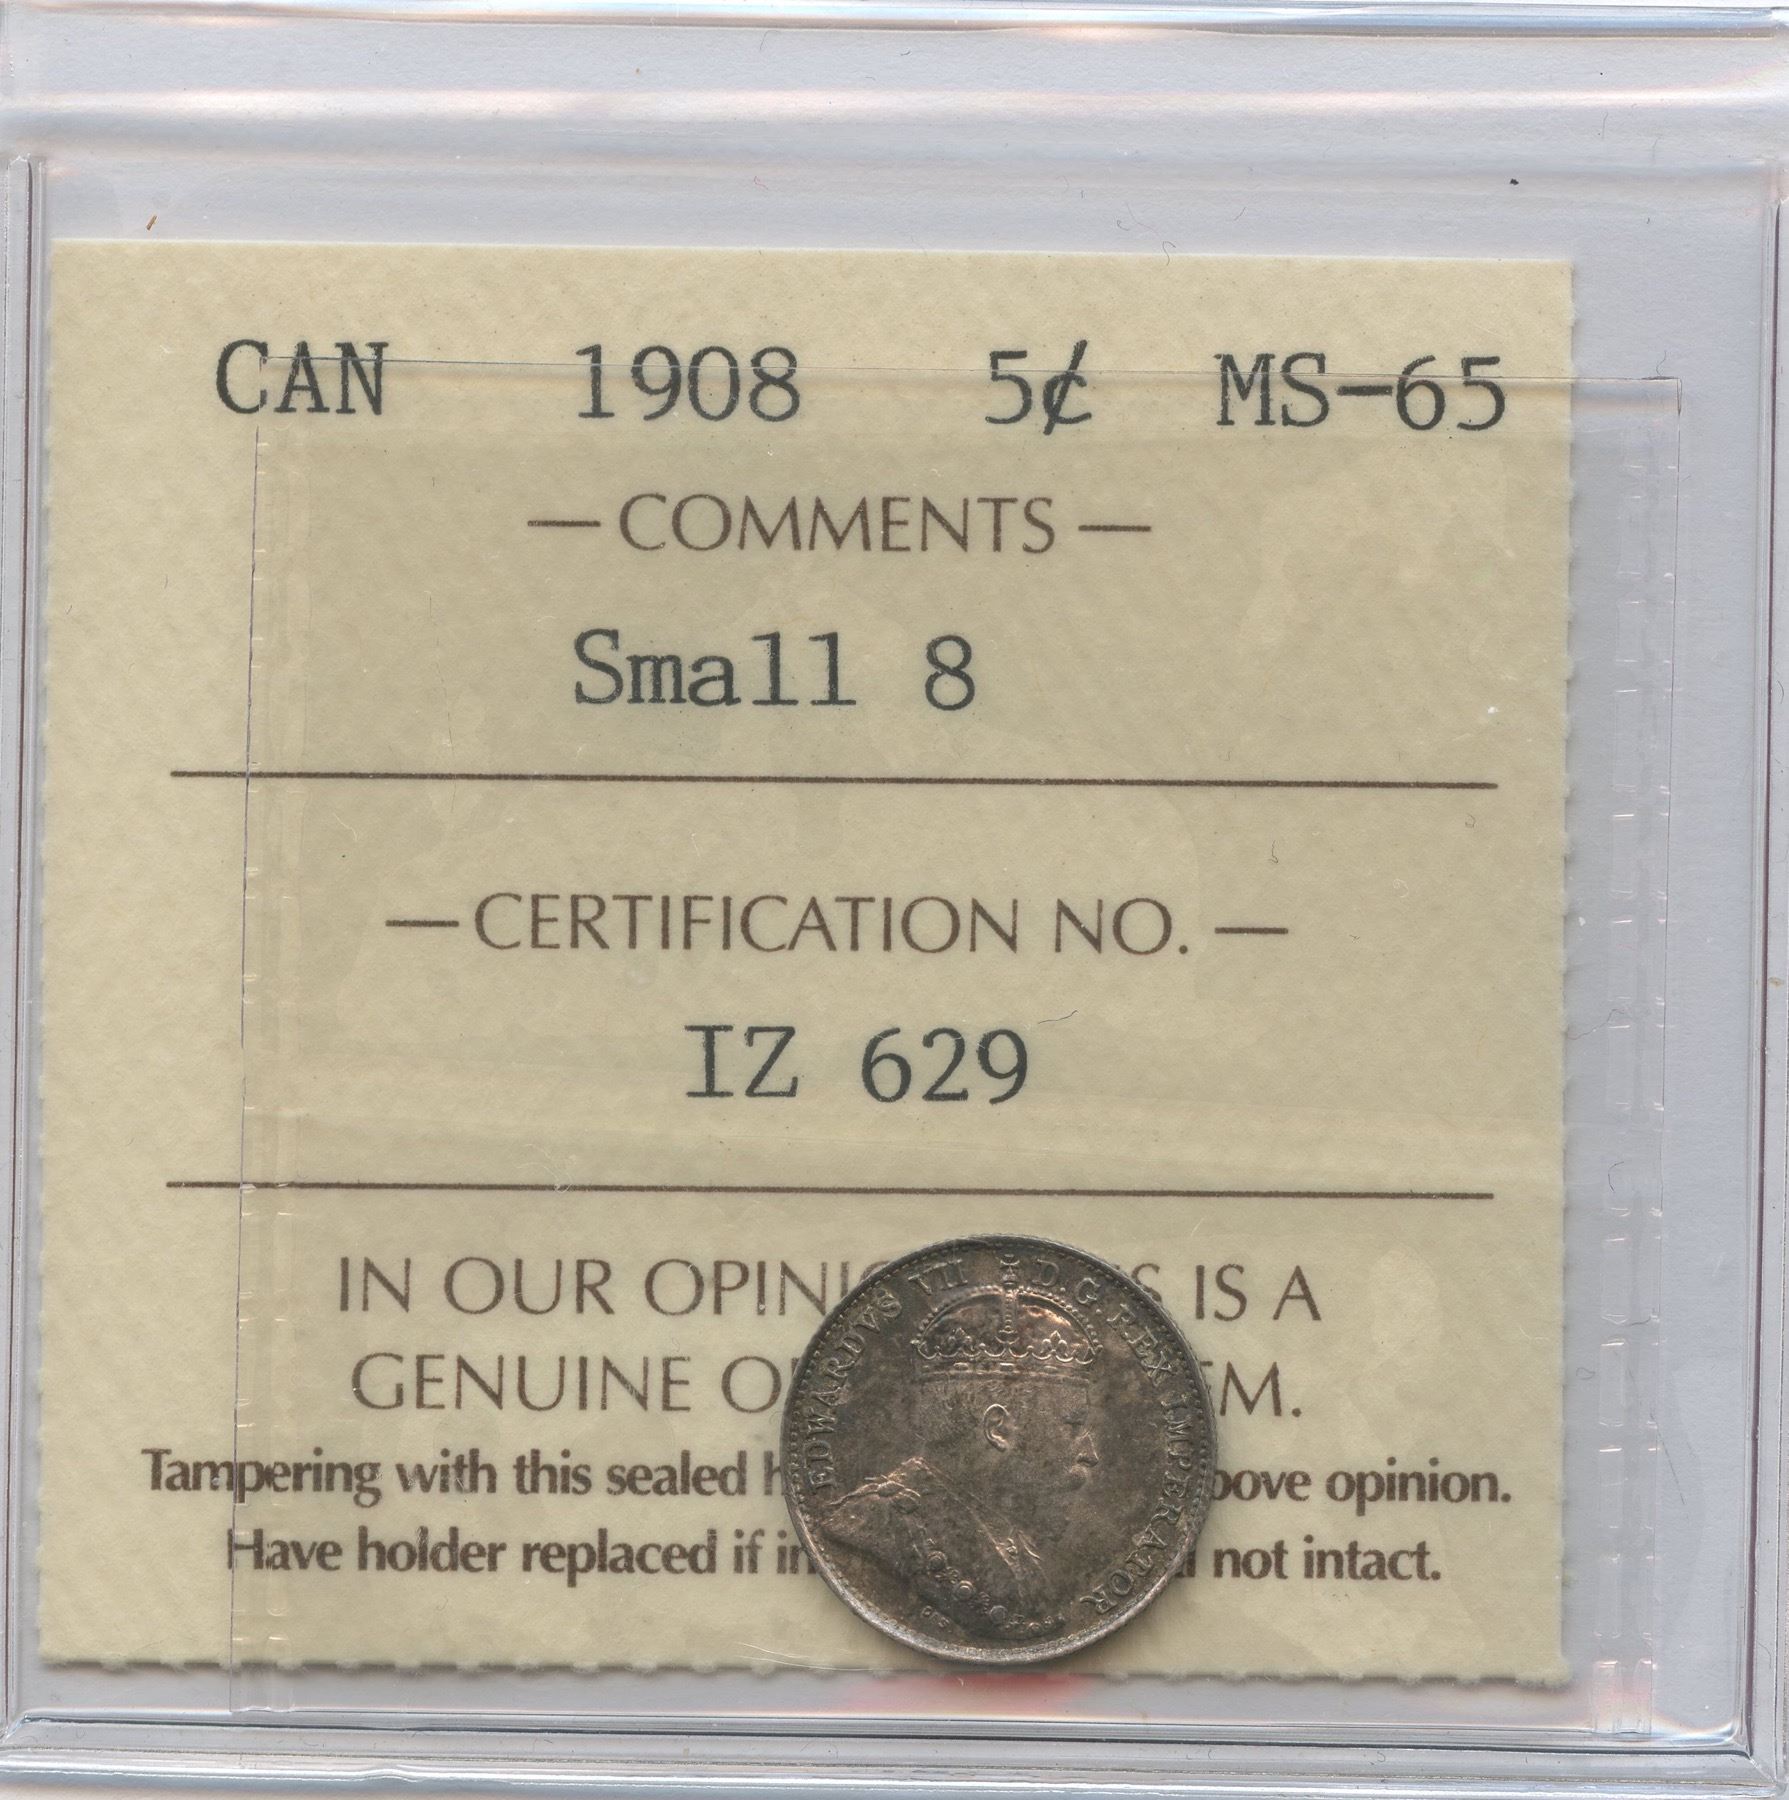 CAN 1908 5¢ MS-65
— COMMENTS —
Small 8
— CERTIFICATION NO. —
IZ 629
IN OUR OPINI S IS A
GENUINE O EM.
Tampering with this sealed h bove opinion.
Have holder replaced if in not intact.
EDWARDVS VII D.G. REX IMPERATOR